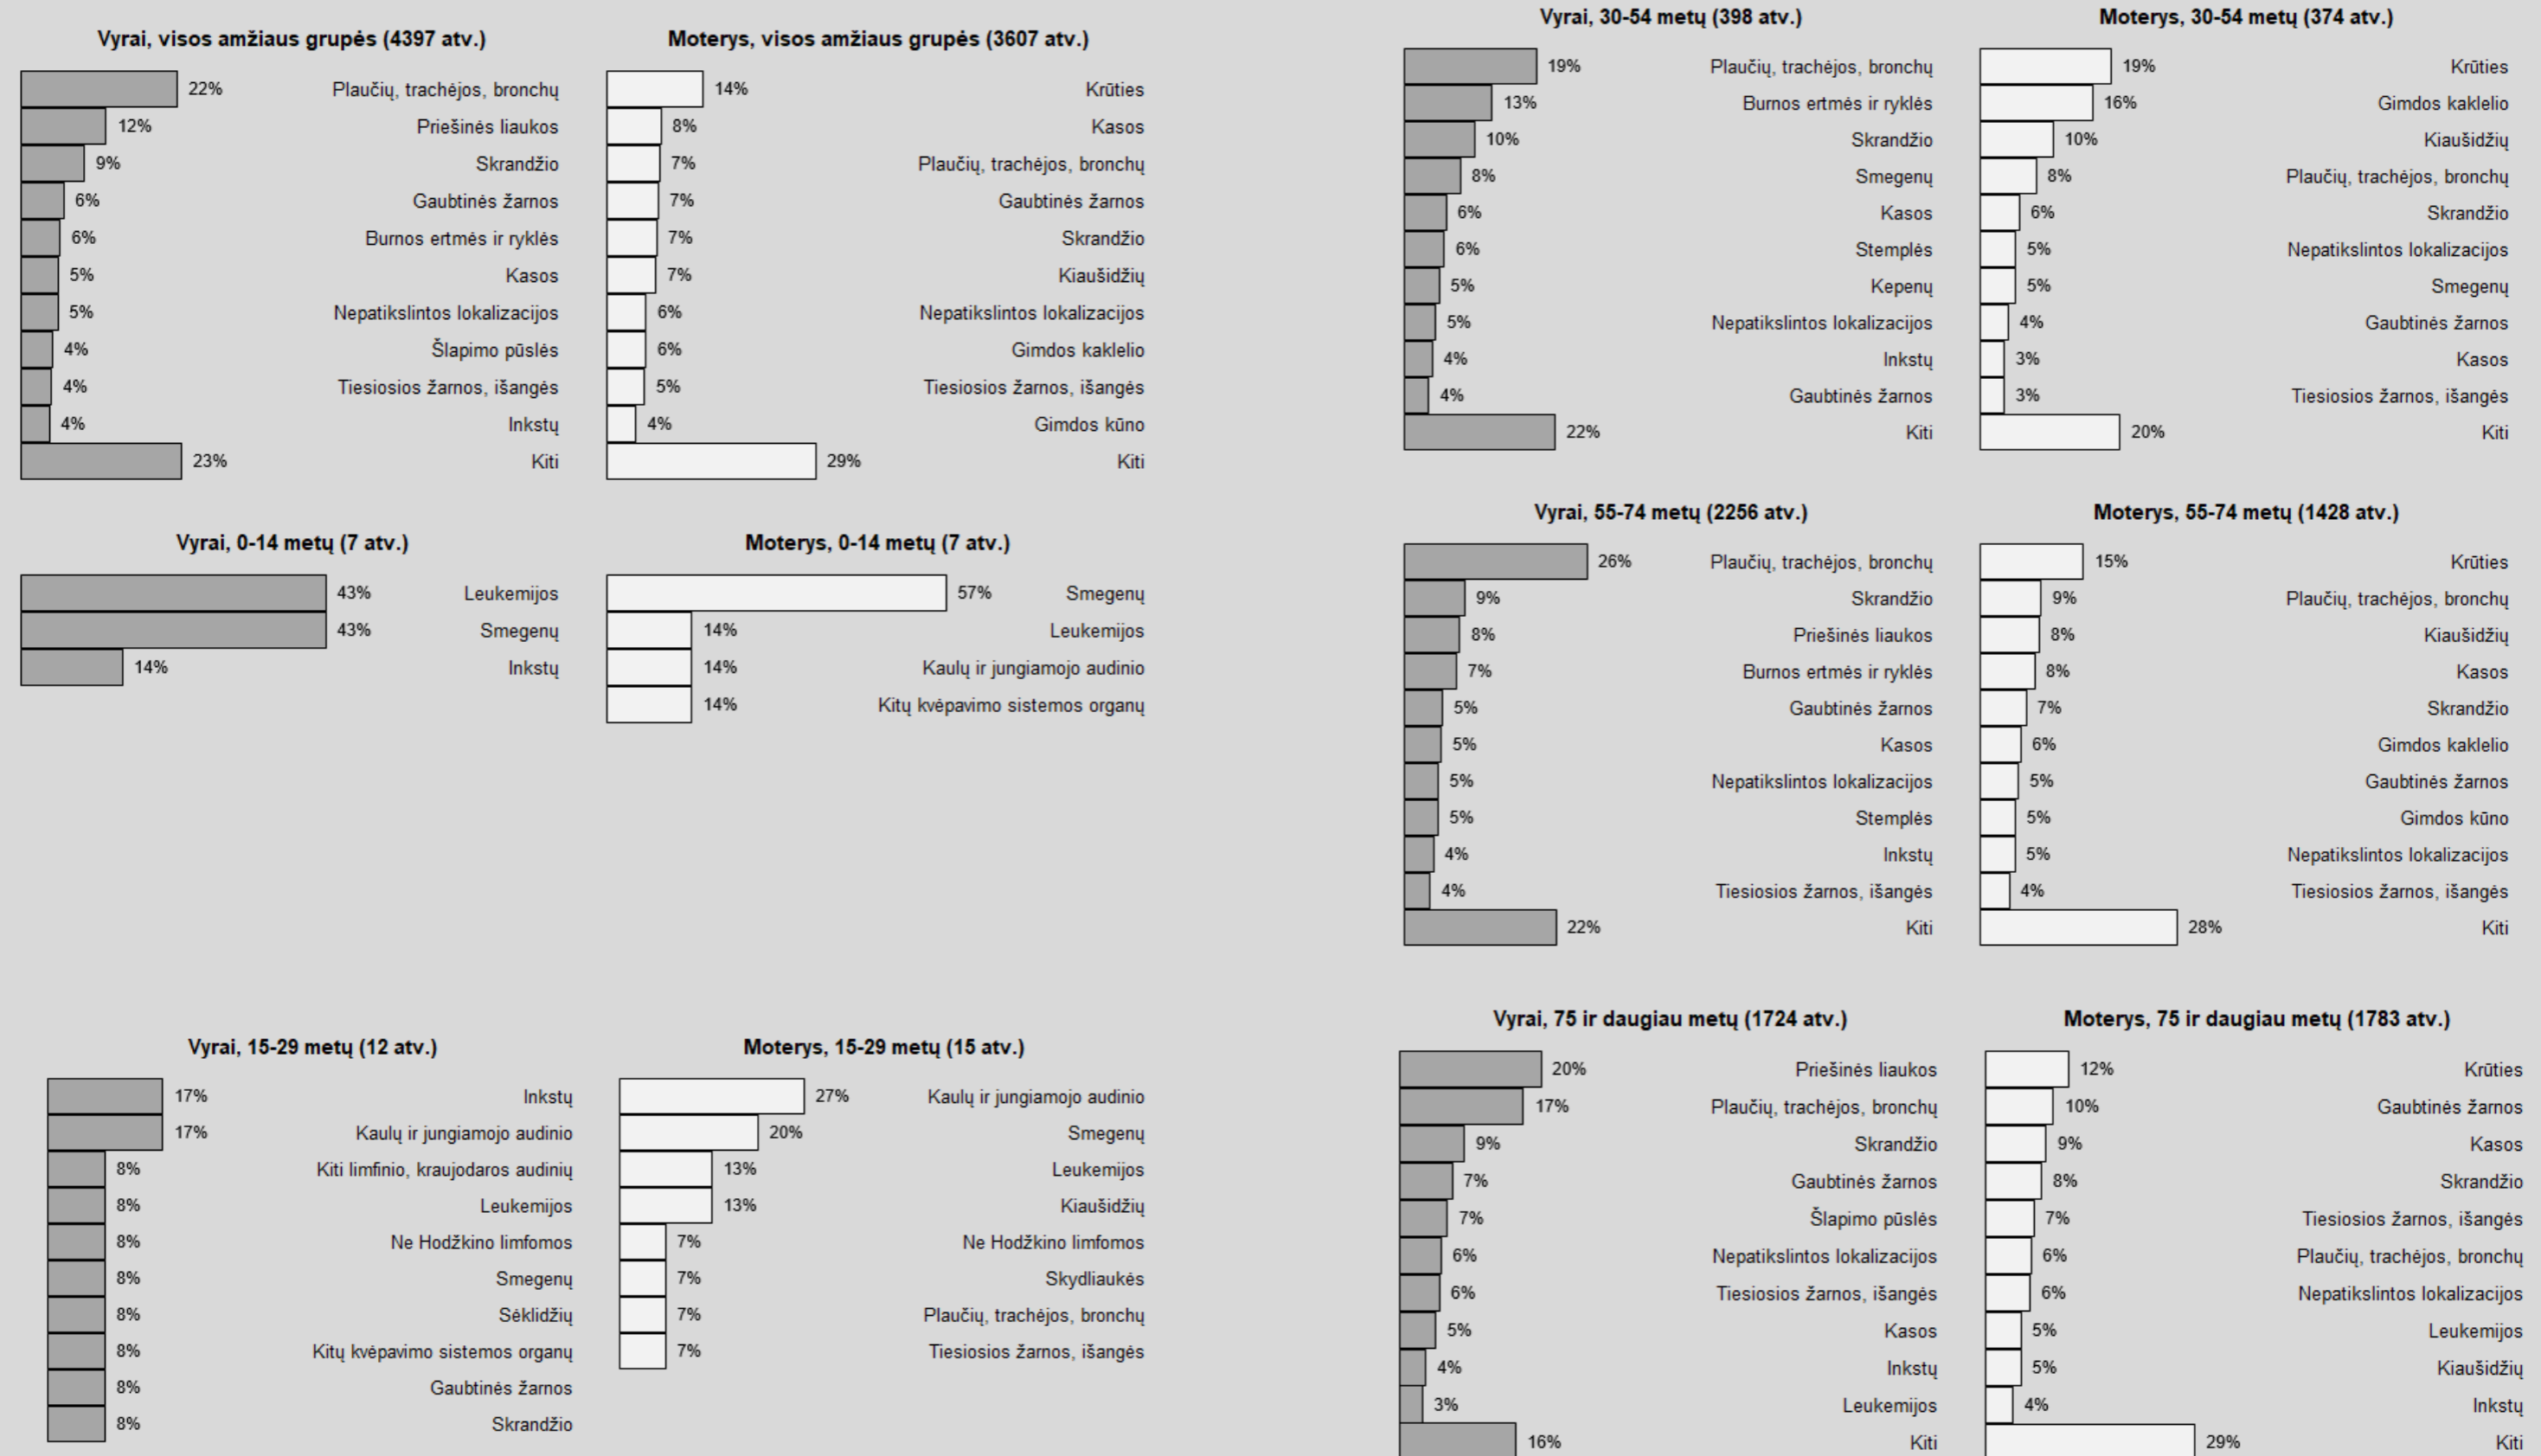 Vyrai, visos amžiaus grupės (4397 atv.)
22% Plaučių, trachėjos, bronchų
12% Priešinės liaukos
9% Skrandžio
6% Gaubtinės žarnos
6% Burnos ertmės ir ryklės
5% Kasos
5% Nepatikslintos lokalizacijos
4% Šlapimo pūslės
4% Tiesiosios žarnos, išangės
4% Inkstų
23% Kiti
Moterys, visos amžiaus grupės (3607 atv.)
14% Krūties
8% Kasos
7% Plaučių, trachėjos, bronchų
7% Gaubtinės žarnos
7% Skrandžio
7% Kiaušidžių
6% Nepatikslintos lokalizacijos
6% Gimdos kaklelio
5% Tiesiosios žarnos, išangės
4% Gimdos kūno
29% Kiti
Vyrai, 0-14 metų (7 atv.)
43% Leukemijos
43% Smegenų
14% Inkstų
Moterys, 0-14 metų (7 atv.)
57% Smegenų
14% Leukemijos
14% Kaulų ir jungiamojo audinio
14% Kitų kvėpavimo sistemos organų
Vyrai, 15-29 metų (12 atv.)
17% Inkstų
17% Kaulų ir jungiamojo audinio
8% Kiti limfinio, kraujodaros audinių
8% Leukemijos
8% Ne Hodžkino limfomos
8% Smegenų
8% Sėklidžių
8% Kitų kvėpavimo sistemos organų
8% Gaubtinės žarnos
8% Skrandžio
Moterys, 15-29 metų (15 atv.)
27% Kaulų ir jungiamojo audinio
20% Smegenų
13% Leukemijos
13% Kiaušidžių
7% Ne Hodžkino limfomos
7% Skydliaukės
7% Plaučių, trachėjos, bronchų
7% Tiesiosios žarnos, išangės
Vyrai, 30-54 metų (398 atv.)
19% Plaučių, trachėjos, bronchų
13% Burnos ertmės ir ryklės
10% Skrandžio
8% Smegenų
6% Kasos
6% Stemplės
5% Kepenų
5% Nepatikslintos lokalizacijos
4% Inkstų
4% Gaubtinės žarnos
22% Kiti
Moterys, 30-54 metų (374 atv.)
19% Krūties
16% Gimdos kaklelio
10% Kiaušidžių
8% Plaučių, trachėjos, bronchų
6% Skrandžio
5% Nepatikslintos lokalizacijos
5% Smegenų
4% Gaubtinės žarnos
3% Kasos
3% Tiesiosios žarnos, išangės
20% Kiti
Vyrai, 55-74 metų (2256 atv.)
26% Plaučių, trachėjos, bronchų
9% Skrandžio
8% Priešinės liaukos
7% Burnos ertmės ir ryklės
5% Gaubtinės žarnos
5% Kasos
5% Nepatikslintos lokalizacijos
5% Stemplės
4% Inkstų
4% Tiesiosios žarnos, išangės
22% Kiti
Moterys, 55-74 metų (1428 atv.)
15% Krūties
9% Plaučių, trachėjos, bronchų
8% Kiaušidžių
8% Kasos
7% Skrandžio
6% Gimdos kaklelio
5% Gaubtinės žarnos
5% Gimdos kūno
5% Nepatikslintos lokalizacijos
4% Tiesiosios žarnos, išangės
28% Kiti
Vyrai, 75 ir daugiau metų (1724 atv.)
20% Priešinės liaukos
17% Plaučių, trachėjos, bronchų
9% Skrandžio
7% Gaubtinės žarnos
7% Šlapimo pūslės
6% Nepatikslintos lokalizacijos
6% Tiesiosios žarnos, išangės
5% Kasos
4% Inkstų
3% Leukemijos
16% Kiti
Moterys, 75 ir daugiau metų (1783 atv.)
12% Krūties
10% Gaubtinės žarnos
9% Kasos
8% Skrandžio
7% Tiesiosios žarnos, išangės
6% Plaučių, trachėjos, bronchų
6% Nepatikslintos lokalizacijos
5% Leukemijos
5% Kiaušidžių
4% Inkstų
29% Kiti